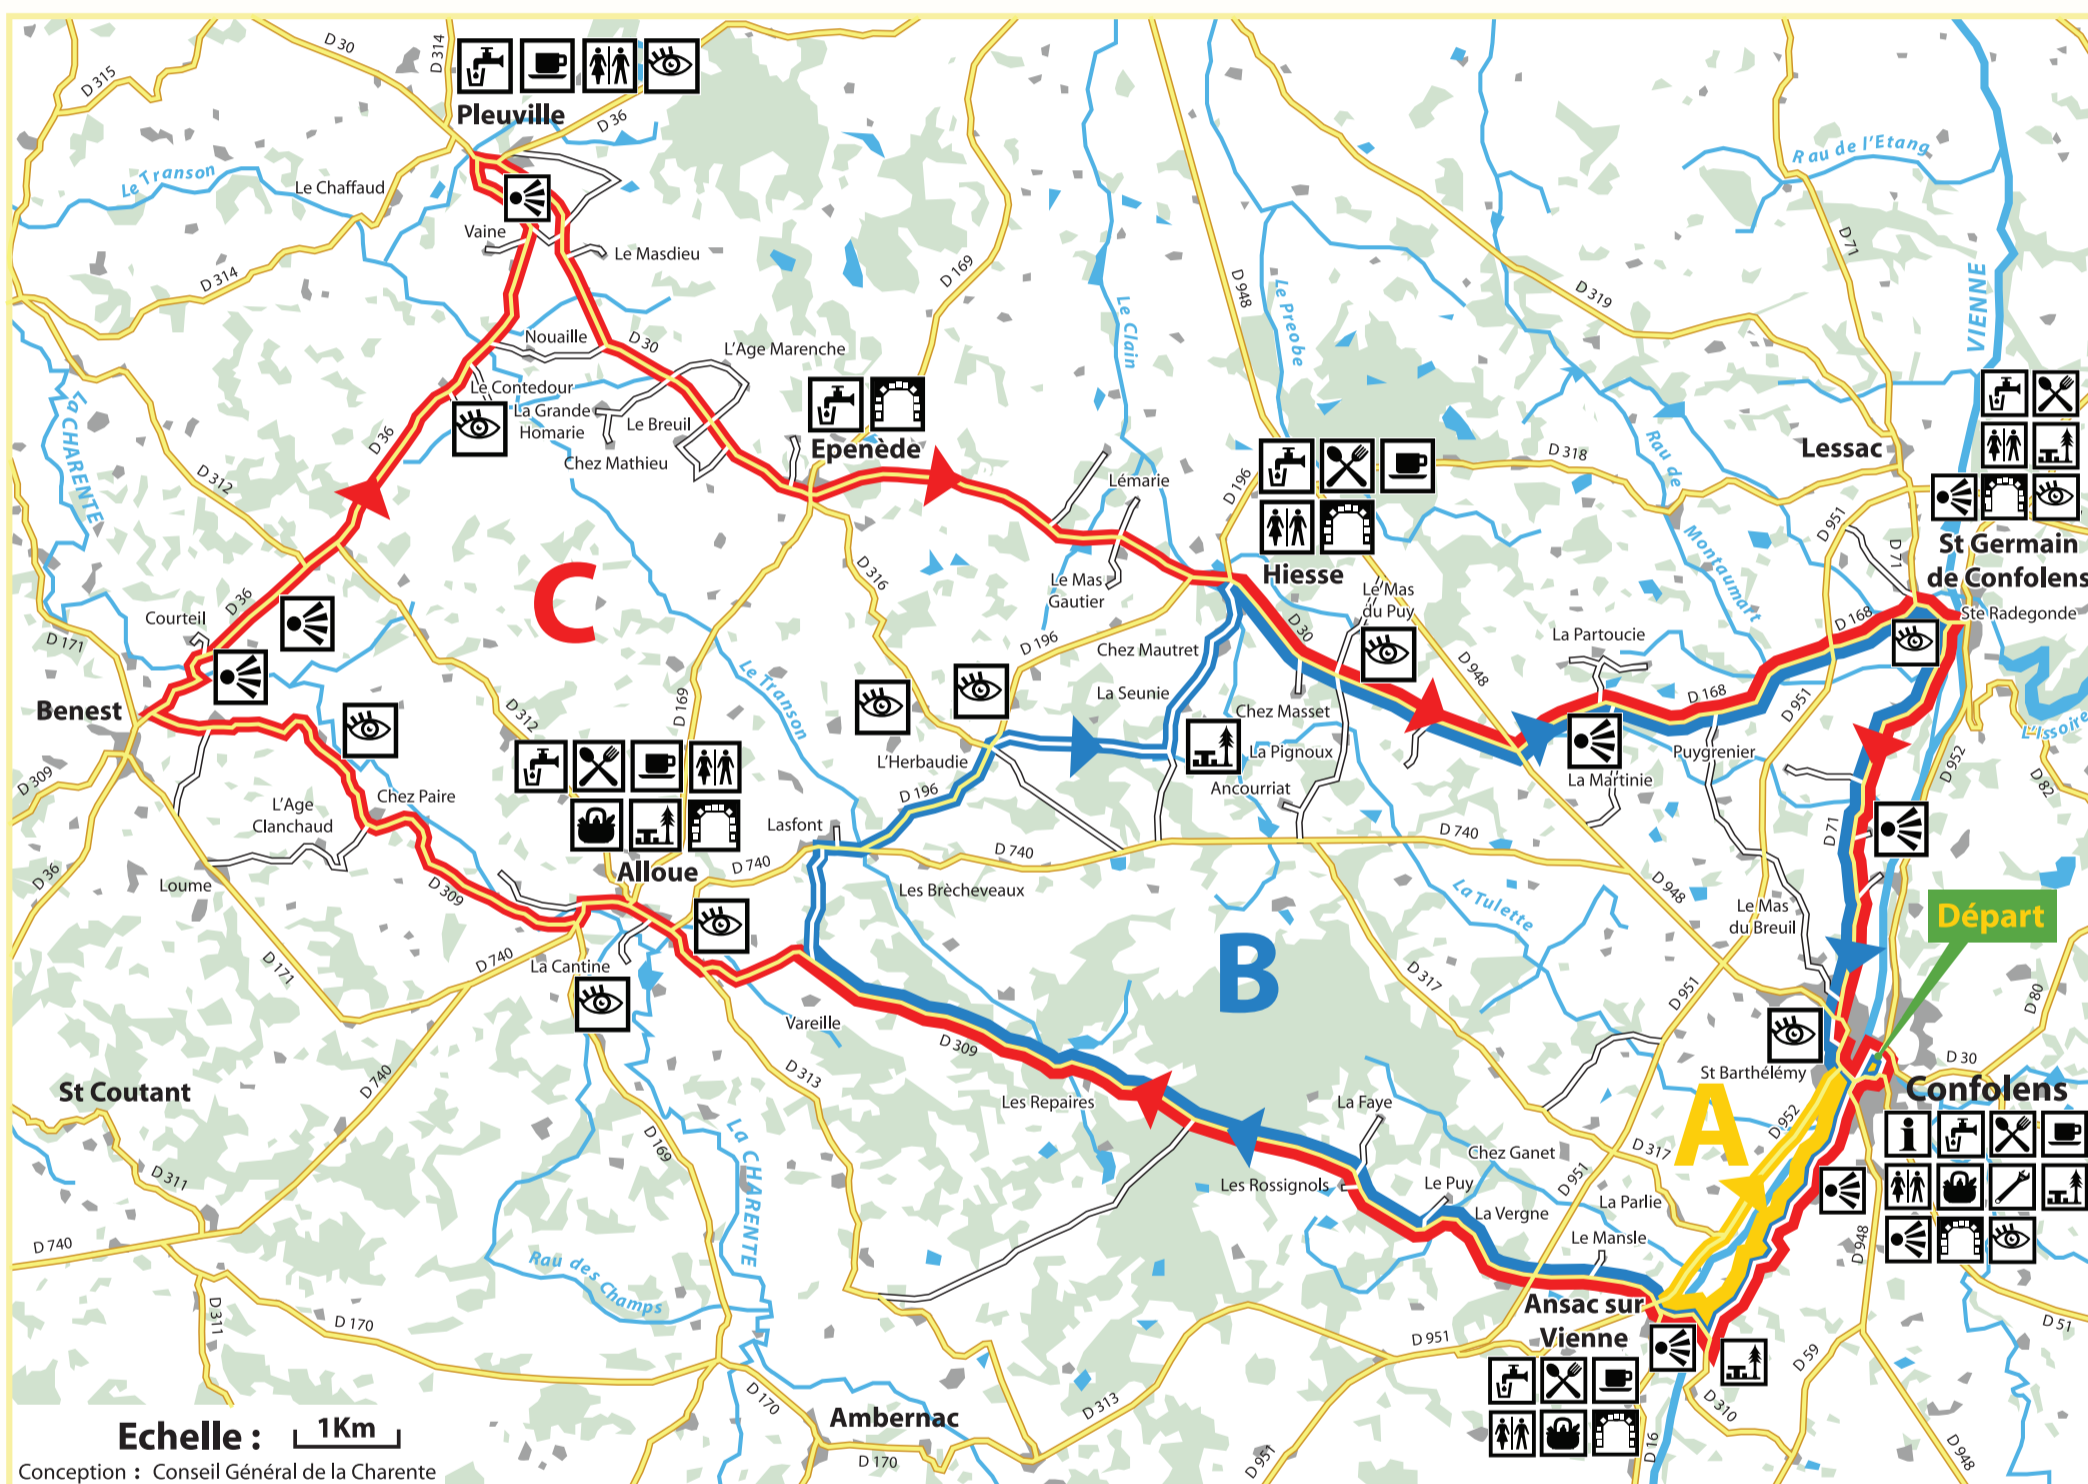 D 30
D 314
D 315
Pleuville
D 36
Le Transon
Le Chaffaud
Rau de l'Etang
D 71
Vaine
Le Masdieu
D 314
D 169
D 948
Le Clain
Le Preobe
D 319
VIENNE
Nouaille
D 30
L'Age Marenche
Le Contedour
La Grande
Homarie
Le Breuil
Chez Mathieu
D 36
La CHARENTE
D 312
Epenède
Lémarie
D 196
D 318
Rau de
Montaumat
Lessac
D 951
D 71
St Germain
de Confolens
Hiesse
C
D 316
Le Mas
Gautier
Le Mas
du Puy
D 30
D 36
Courteil
D 171
Ste Radegonde
D 168
La Partoucie
D 196
Chez Mautret
D 948
La Seunie
D 168
D 951
Benest
Le Transon
D 169
D 312
Chez Masset
La Pignoux
Puygrenier
L'Issoire
L'Herbaudie
D 952
D 82
D 309
Chez Paire
L'Age
Clanchaud
D 196
Ancourriat
La Martinie
Lasfont
D 740
D 740
D 71
D 36
Loume
D 309
Alloue
D 740
Les Brècheveaux
La Tulette
D 948
Le Mas
du Breuil
Départ
La Cantine
D 740
D 171
B
D 317
D 951
D 80
Vareille
D 309
St Barthélémy
D 30
Confolens
St Coutant
D 740
D 313
Les Repaires
La Faye
A
D 952
D 169
La CHARENTE
D 317
Chez Ganet
D 951
D 311
Les Rossignols
Le Puy
La Vergne
La Parlie
Le Mansle
D 948
D 740
Rau des Champs
Ansac sur
Vienne
D 311
D 170
D 951
D 51
D 59
D 170
Ambernac
D 313
D 310
D 16
D 951
D 948
D 170
Echelle :
1Km
Conception : Conseil Général de la Charente